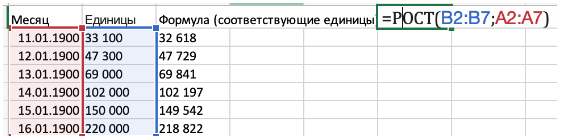 Месяц Единицы Формула (соответствующие единицы =РОСТ(B2:B7;A2:A7)
11.01.1900 33 100 32 618
12.01.1900 47 300 47 729
13.01.1900 69 000 69 841
14.01.1900 102 000 102 197
15.01.1900 150 000 149 542
16.01.1900 220 000 218 822